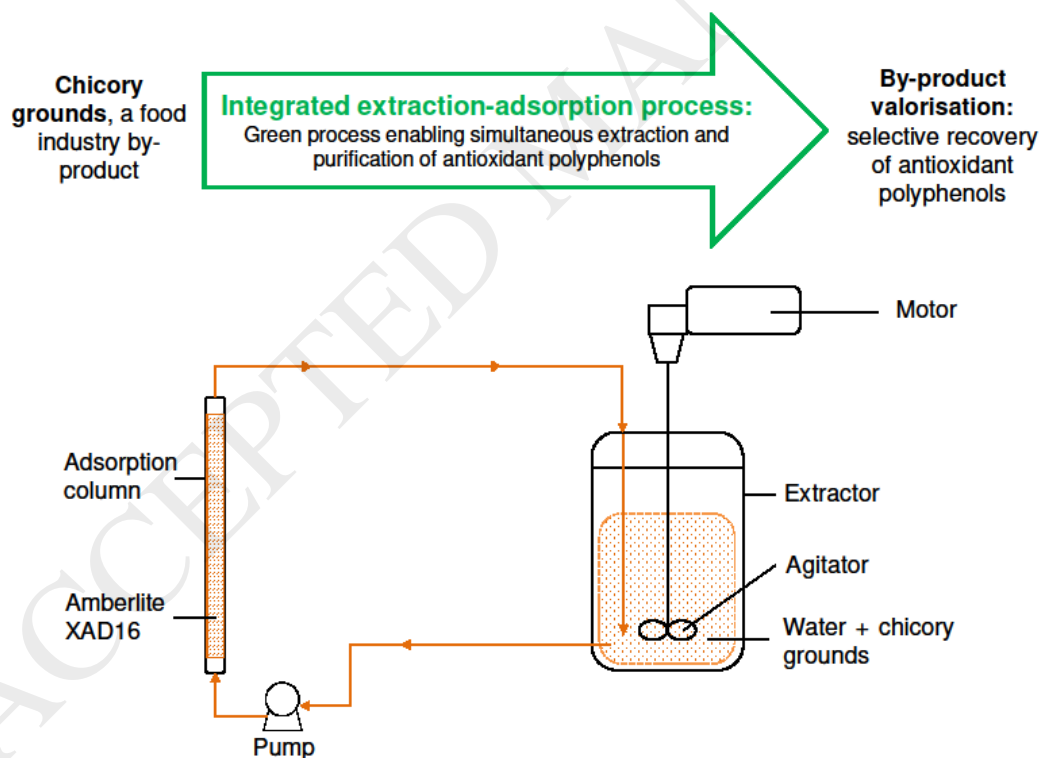 Chicory
grounds, a food
industry by-
product
Integrated extraction-adsorption process:
Green process enabling simultaneous extraction and
purification of antioxidant polyphenols
By-product
valorisation:
selective recovery
of antioxidant
polyphenols
Motor
Adsorption
column
Extractor
Agitator
Amberlite
XAD16
Water + chicory
grounds
Pump
ACCEPTED MAN